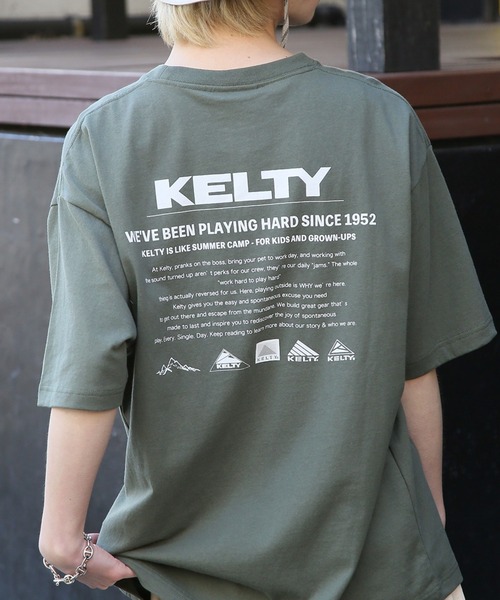 KELTY
WE'VE BEEN PLAYING HARD SINCE 1952
KELTY IS LIKE SUMMER CAMP - FOR KIDS AND GROWN-UPS
At Kelty, pranks on the boss, bring your pet to work day, and working with
the sound turned up aren't perks for our crew, they're our daily "jams." The whole
"work hard to play hard"
thing is actually reversed for us. Here, playing outside is WHY we're here.
Kelty gives you the easy and spontaneous excuse you need
to get out there and escape from the mundane. We build great gear that's
made to last and inspire you to rediscover the joy of spontaneous
play. Every. Single. Day. Keep reading to learn more about our story & who we are.
KELTY KELTY KELTY KELTY